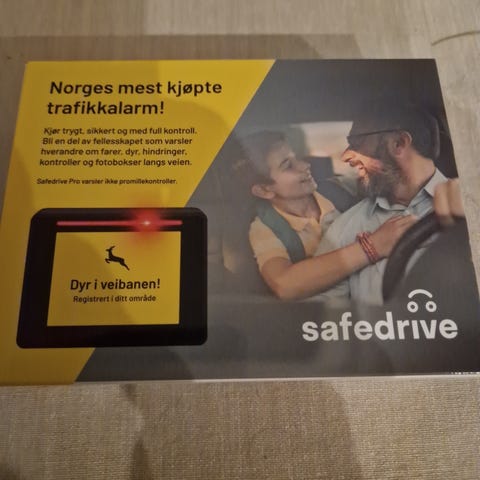 Norges mest kjøpte
trafikkalarm!
Kjør trygt, sikkert og med full kontroll.
Bli en del av fellesskapet som varsler
hverandre om farer, dyr, hindringer,
kontroller og fotobokser langs veien.
Safedrive Pro varsler ikke promillekontroller.
Dyr i veibanen!
Registrert i ditt område
safedrive